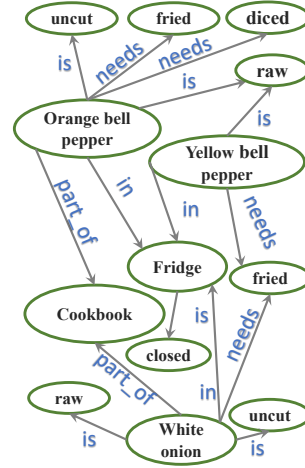 uncut
fried
diced
is
needs
needs
is
raw
Orange bell
pepper
is
Yellow bell
pepper
part_of
in
in
needs
Fridge
fried
is
Cookbook
needs
closed
part_of
in
raw
uncut
is
White
onion
is